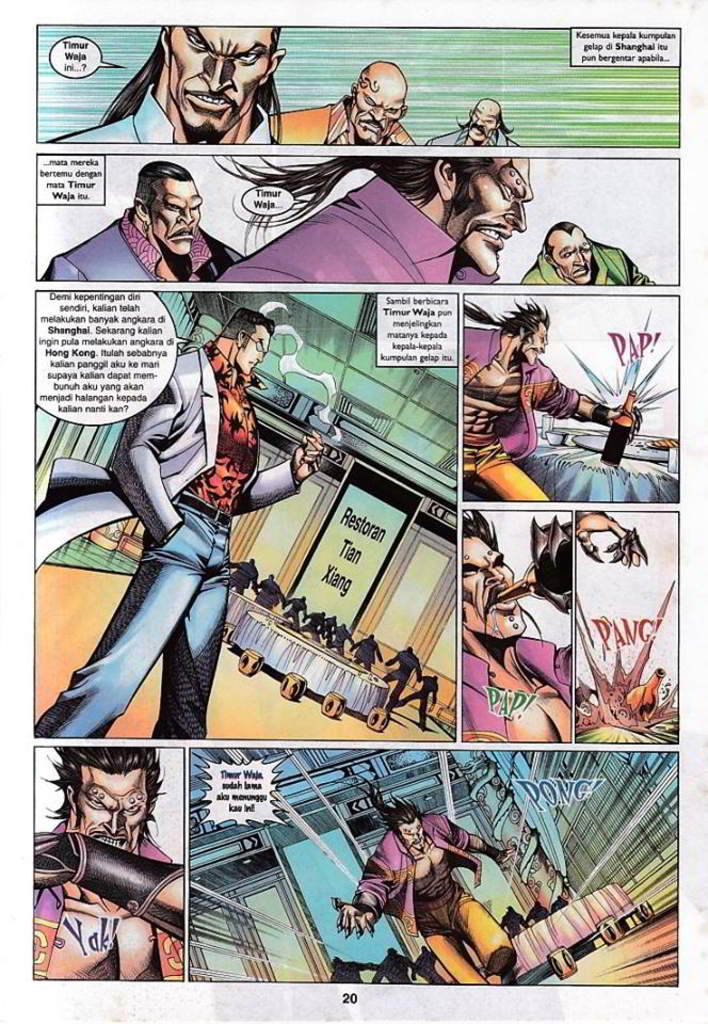 Timur
Waja
ini...?
Kesemua kepala kumpulan
gelap di Shanghai itu
pun bergentar apabila...
...mata mereka
bertemu dengan
mata Timur
Waja itu.
Timur
Waja...
Demi kepentingan diri
sendiri, kalian telah
melakukan banyak angkara di
Shanghai. Sekarang kalian
ingin pula melakukan angkara di
Hong Kong. Itulah sebabnya
kalian panggil aku ke mari
supaya kalian dapat mem-
bunuh aku yang akan
menjadi halangan kepada
kalian nanti kan?
Sambil berbicara
Timur Waja pun
menjelingkan
matanya kepada
kepala-kepala
kumpulan gelap itu.
Restoran
Tian
Xiang
PAP!
PAP!
PANG!
Yak!
Timur Waja,
sudah lama
aku menunggu
kau ini!
PONG
20